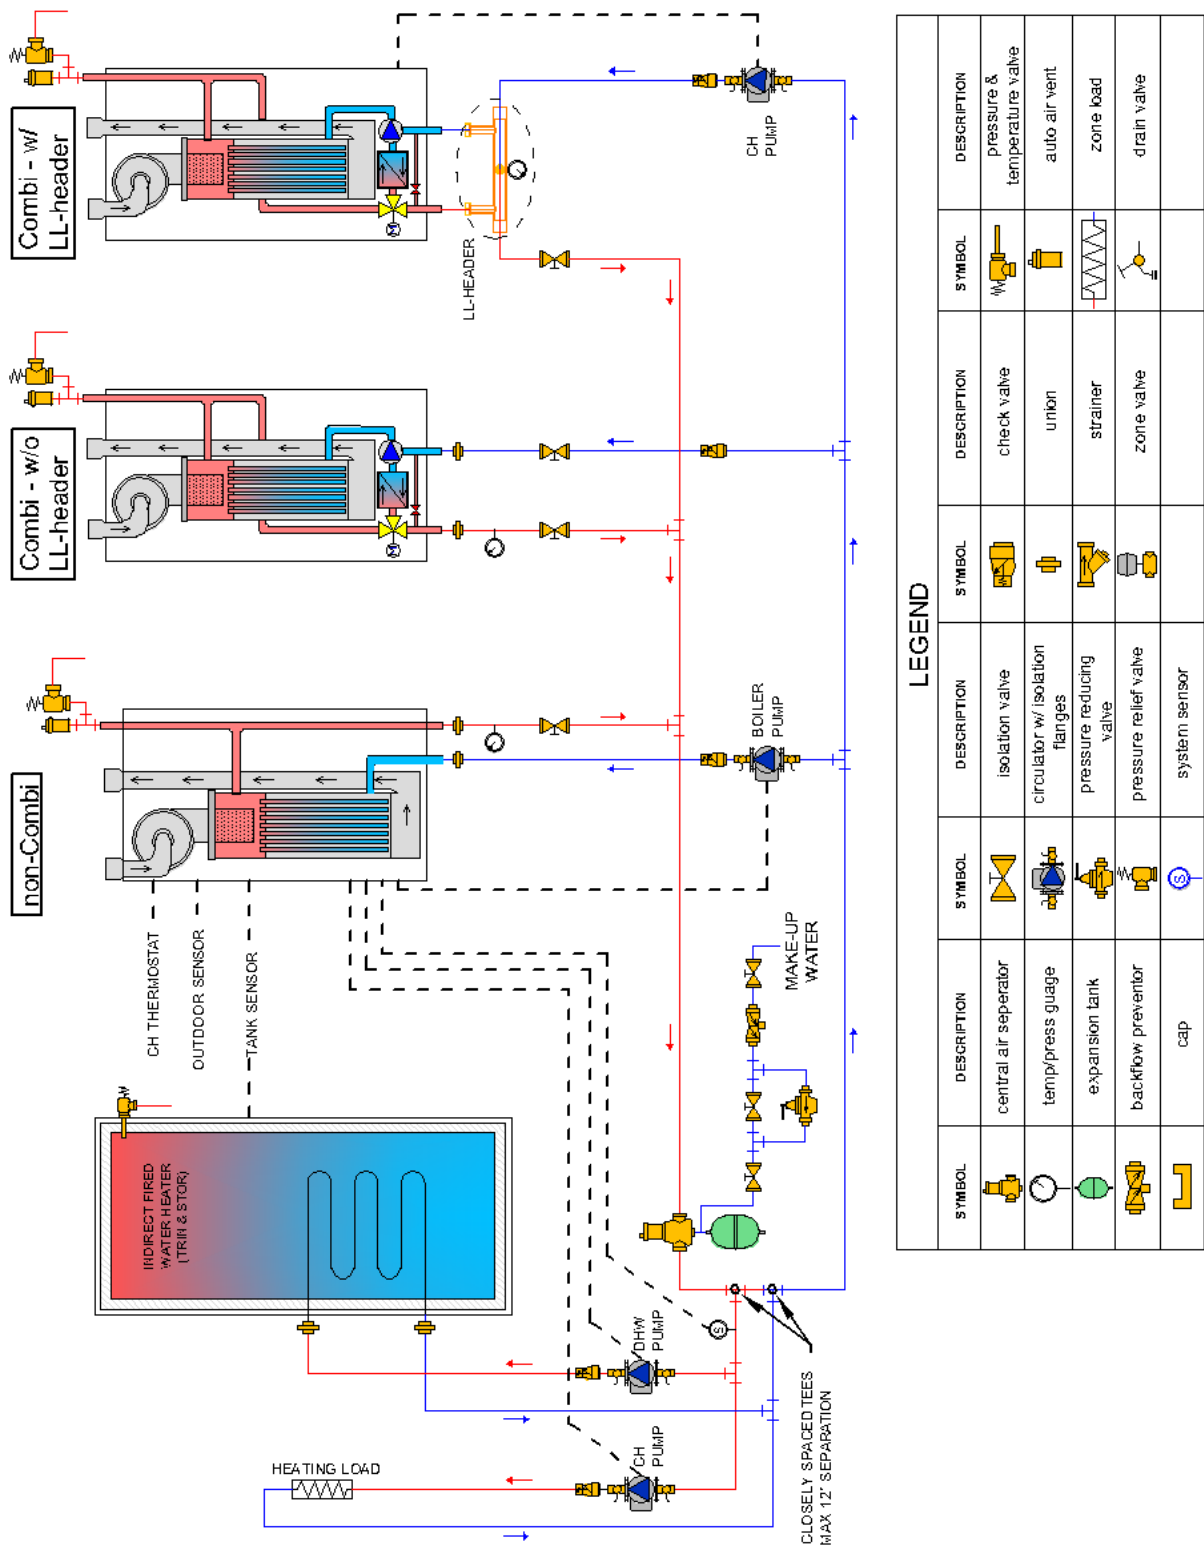 Combi - w/
LL-header
Combi - w/o
LL-header
non-Combi
CH
PUMP
LL-HEADER
BOILER
PUMP
CH THERMOSTAT
OUTDOOR SENSOR
TANK SENSOR
MAKE-UP
WATER
INDIRECT FIRED
WATER HEATER
(TRIN & STOR)
S
DHW
PUMP
CH
PUMP
HEATING LOAD
CLOSELY SPACED TEES
MAX 12" SEPARATION
M
M
LEGEND
SYMBOL
DESCRIPTION
SYMBOL
DESCRIPTION
SYMBOL
DESCRIPTION
SYMBOL
DESCRIPTION
central air seperator
isolation valve
check valve
pressure &
temperature valve
temp/press guage
circulator w/ isolation
flanges
union
auto air vent
expansion tank
pressure reducing
valve
strainer
zone load
backflow preventor
pressure relief valve
zone valve
drain valve
cap
S
system sensor